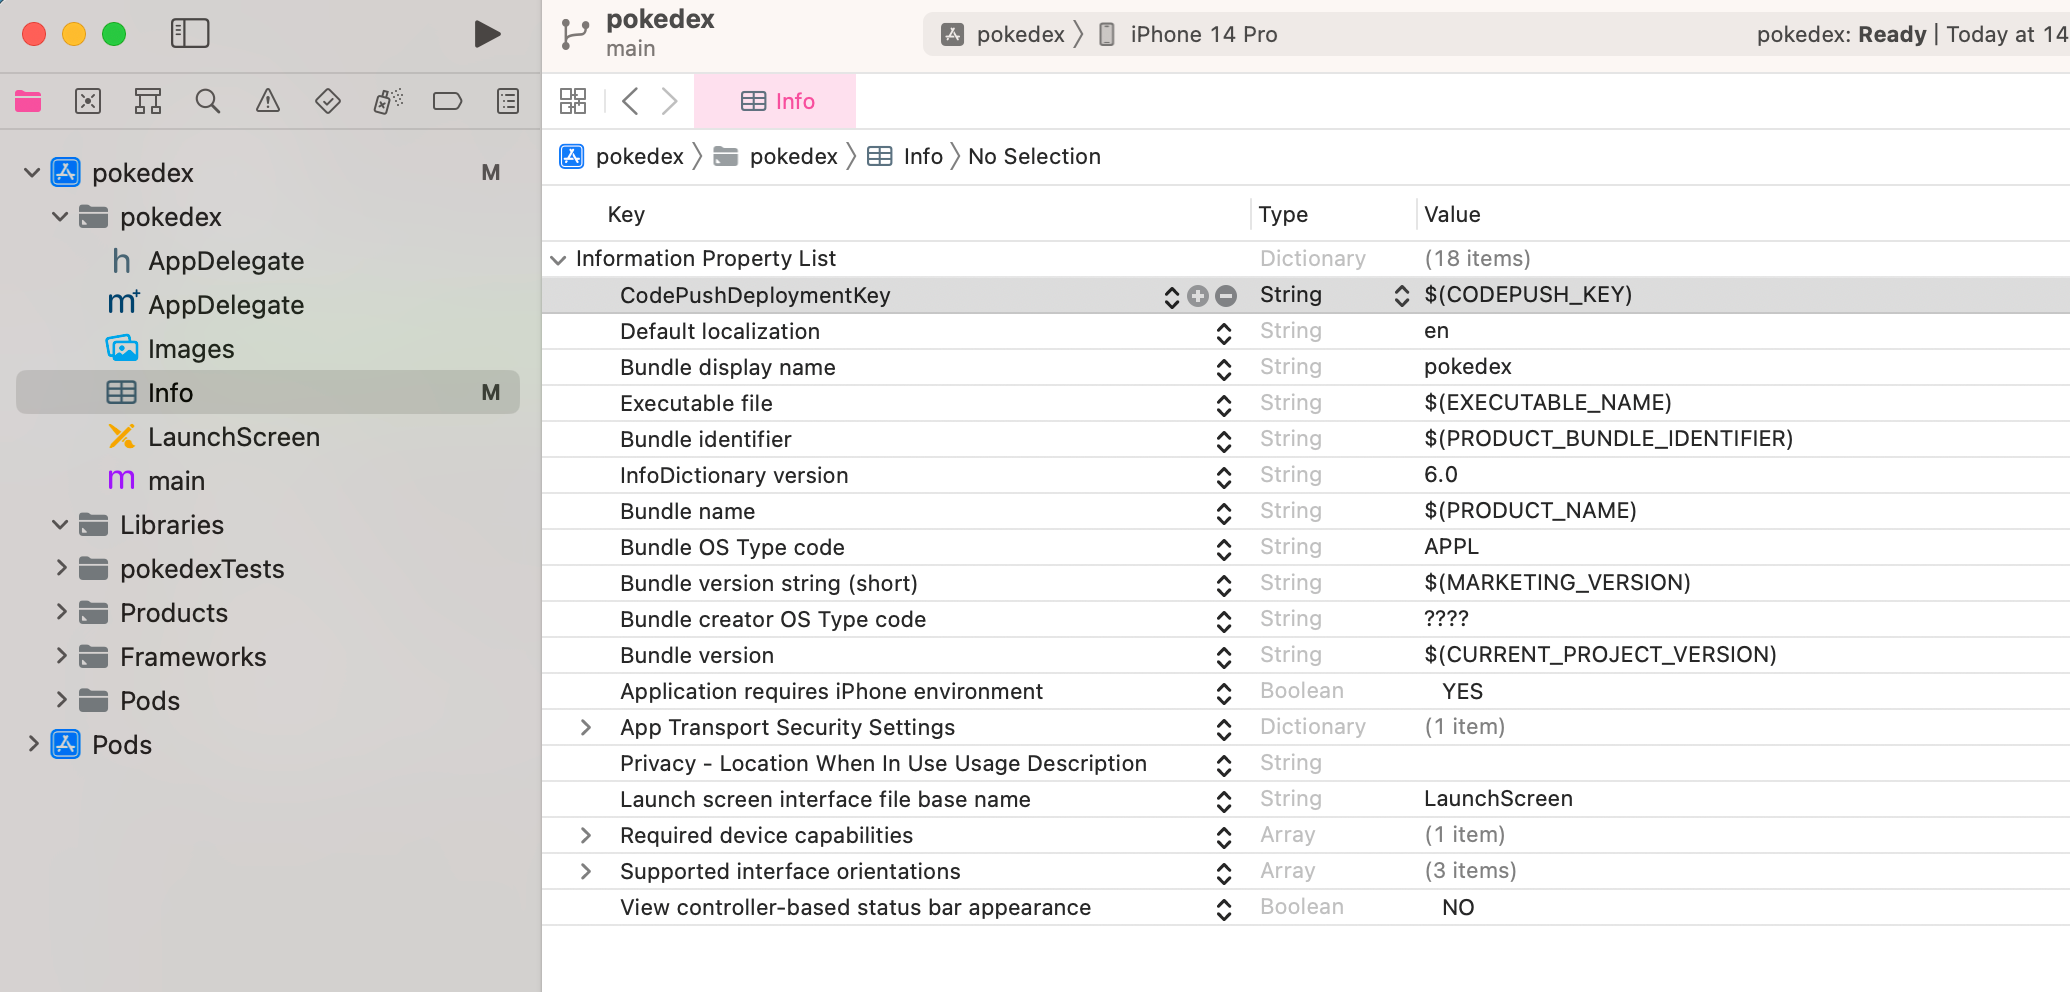 pokedex
main
pokedex
iPhone 14 Pro
pokedex: Ready | Today at 14
Info
pokedex
pokedex
Info
No Selection
pokedex M
pokedex
h AppDelegate
m+ AppDelegate
Images
Info M
LaunchScreen
m main
Libraries
pokedexTests
Products
Frameworks
Pods
Pods
Key Type Value
Information Property List Dictionary (18 items)
CodePushDeploymentKey String $(CODEPUSH_KEY)
Default localization String en
Bundle display name String pokedex
Executable file String $(EXECUTABLE_NAME)
Bundle identifier String $(PRODUCT_BUNDLE_IDENTIFIER)
InfoDictionary version String 6.0
Bundle name String $(PRODUCT_NAME)
Bundle OS Type code String APPL
Bundle version string (short) String $(MARKETING_VERSION)
Bundle creator OS Type code String ????
Bundle version String $(CURRENT_PROJECT_VERSION)
Application requires iPhone environment Boolean YES
App Transport Security Settings Dictionary (1 item)
Privacy - Location When In Use Usage Description String
Launch screen interface file base name String LaunchScreen
Required device capabilities Array (1 item)
Supported interface orientations Array (3 items)
View controller-based status bar appearance Boolean NO